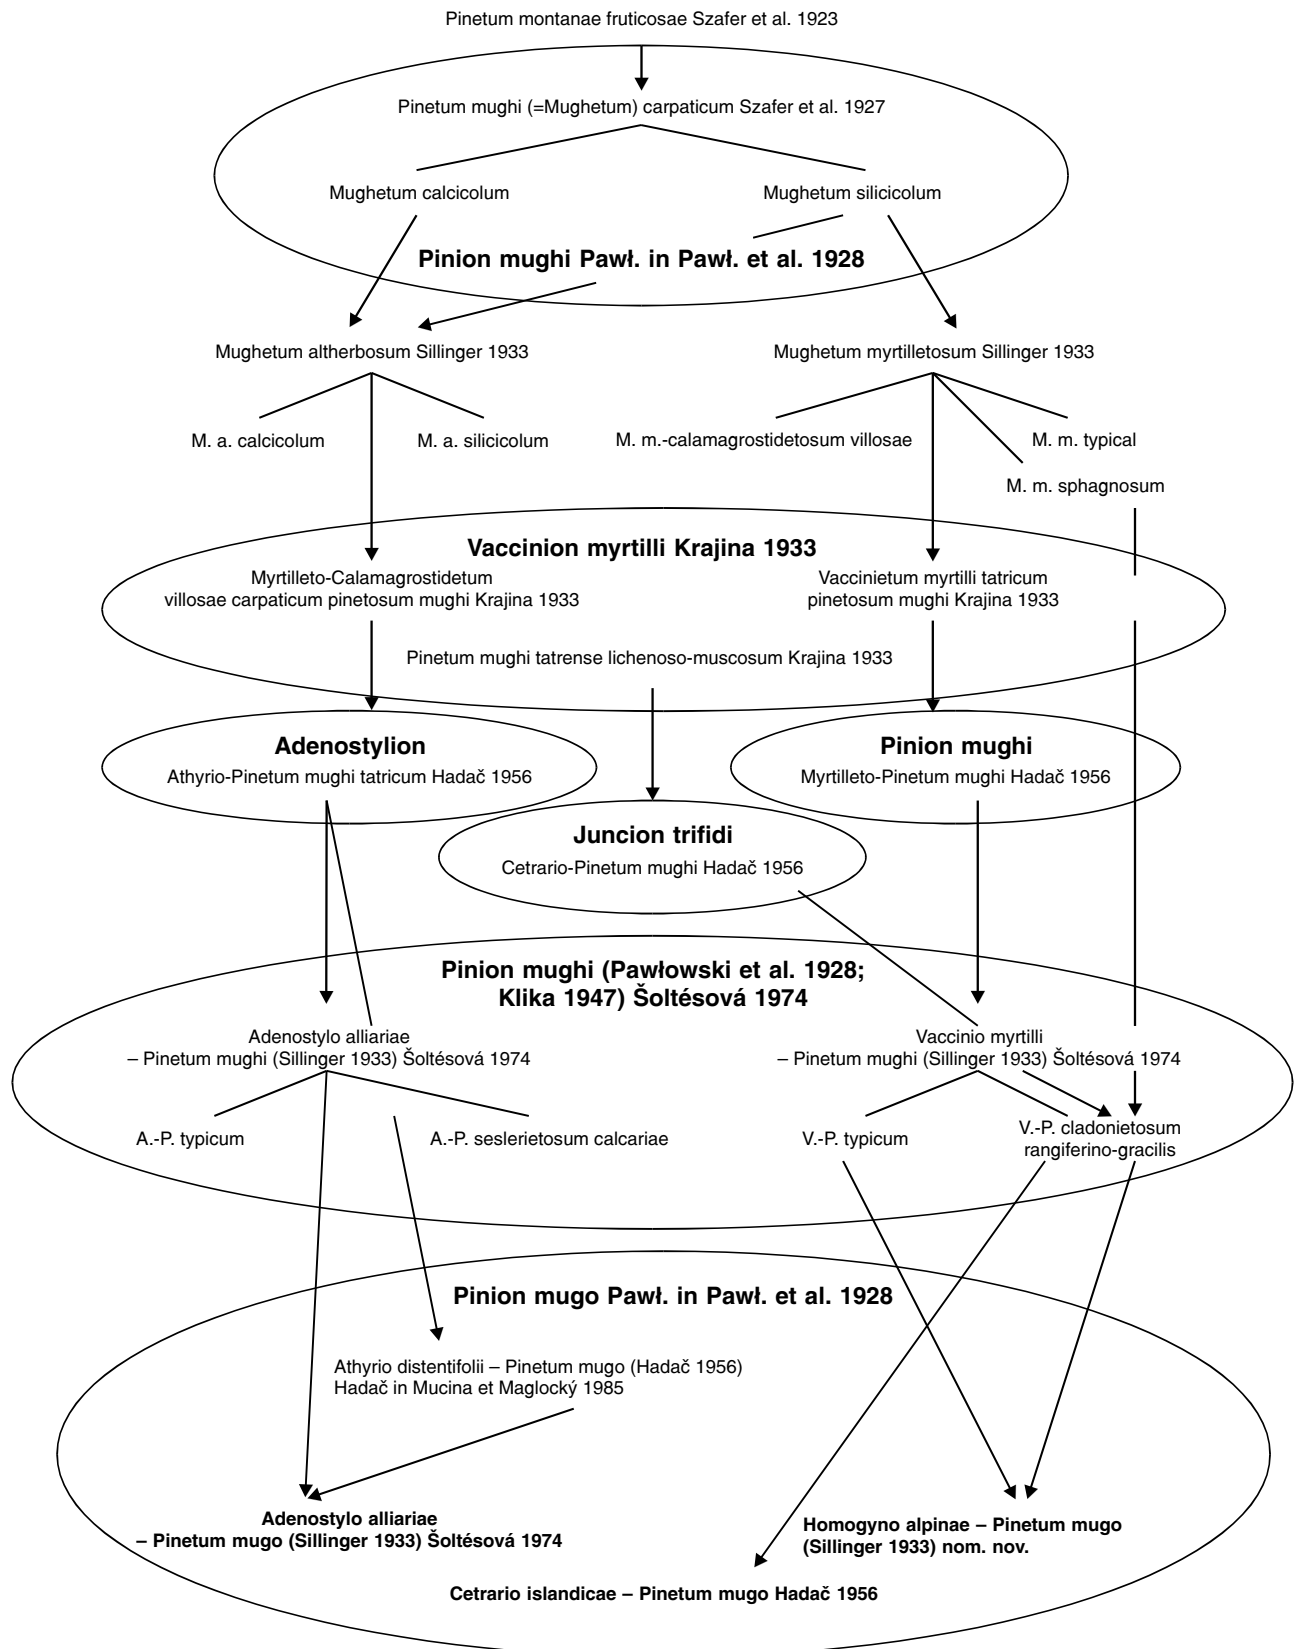 Pinetum montanae fruticosae Szafer et al. 1923
Pinetum mughi (=Mughetum) carpaticum Szafer et al. 1927
Mughetum calcicolum
Mughetum silicicolum
Pinion mughi Pawł. in Pawł. et al. 1928
Mughetum altherbosum Sillinger 1933
Mughetum myrtilletosum Sillinger 1933
M. a. calcicolum
M. a. silicicolum
M. m.-calamagrostidetosum villosae
M. m. typical
M. m. sphagnosum
Vaccinion myrtilli Krajina 1933
Myrtilleto-Calamagrostidetum
villosae carpaticum pinetosum mughi Krajina 1933
Vaccinietum myrtilli tatricum
pinetosum mughi Krajina 1933
Pinetum mughi tatrense lichenoso-muscosum Krajina 1933
Adenostylion
Athyrio-Pinetum mughi tatricum Hadač 1956
Pinion mughi
Myrtilleto-Pinetum mughi Hadač 1956
Juncion trifidi
Cetrario-Pinetum mughi Hadač 1956
Pinion mughi (Pawłowski et al. 1928;
Klika 1947) Šoltésová 1974
Adenostylo alliariae
– Pinetum mughi (Sillinger 1933) Šoltésová 1974
Vaccinio myrtilli
– Pinetum mughi (Sillinger 1933) Šoltésová 1974
A.-P. typicum
A.-P. seslerietosum calcariae
V.-P. typicum
V.-P. cladonietosum
rangiferino-gracilis
Pinion mugo Pawł. in Pawł. et al. 1928
Athyrio distentifolii – Pinetum mugo (Hadač 1956)
Hadač in Mucina et Maglocký 1985
Adenostylo alliariae
– Pinetum mugo (Sillinger 1933) Šoltésová 1974
Homogyno alpinae – Pinetum mugo
(Sillinger 1933) nom. nov.
Cetrario islandicae – Pinetum mugo Hadač 1956